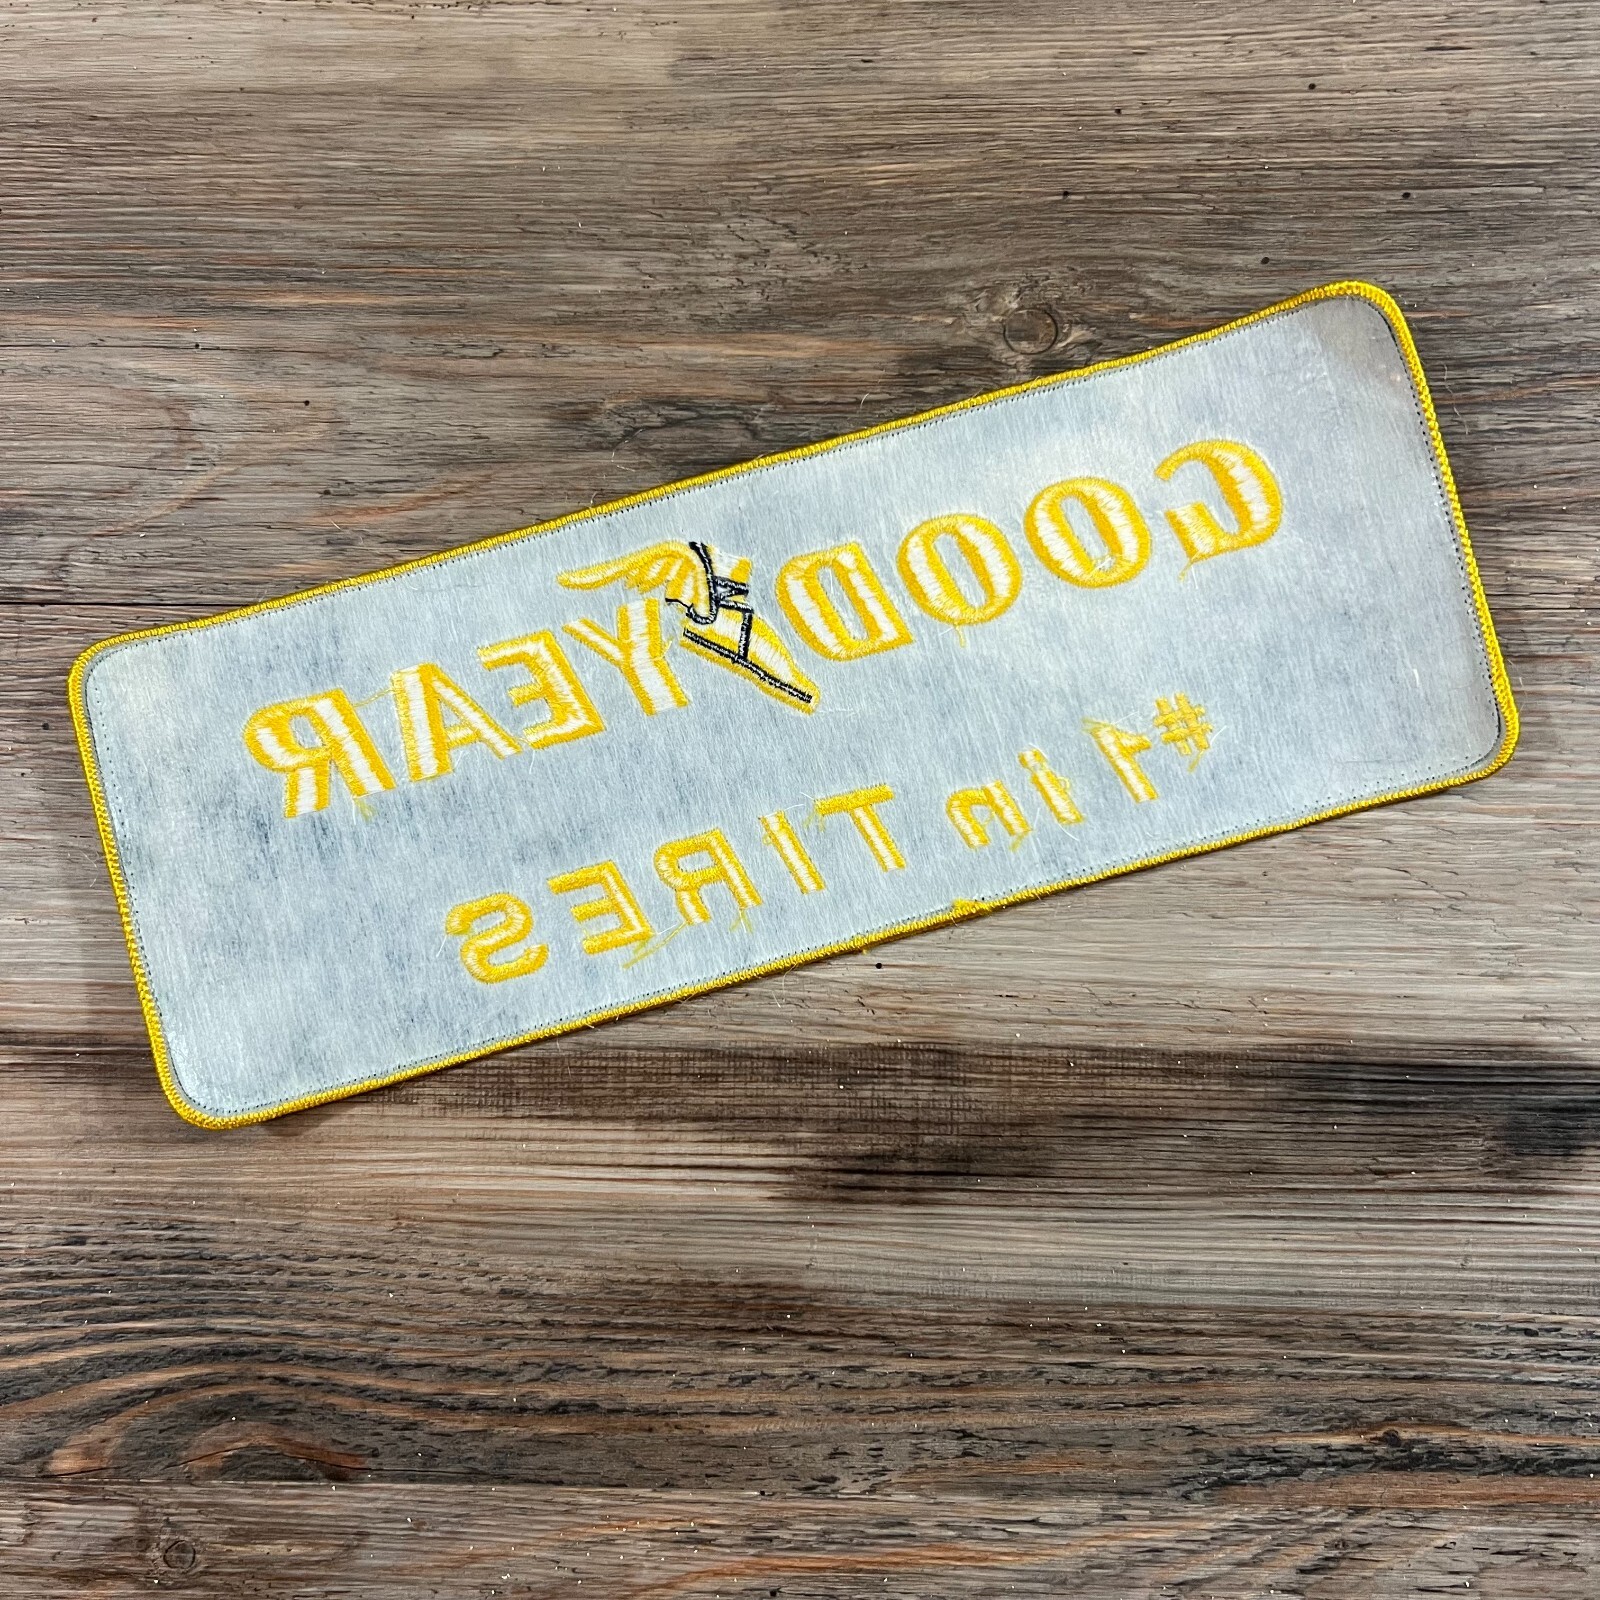 GOODYEAR
#1 in TIRES